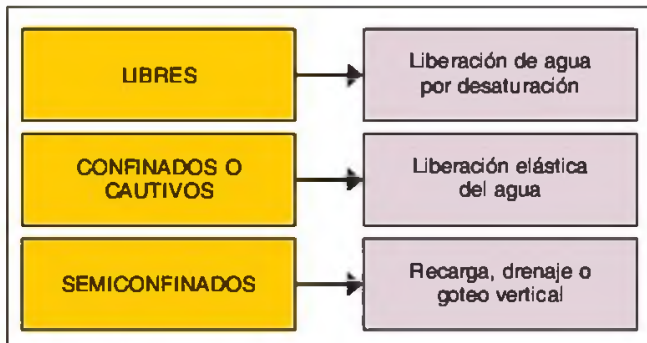 LIBRES
Liberación de agua
por desaturación
CONFINADOS O
CAUTIVOS
Liberación elástica
del agua
SEMICONFINADOS
Recarga, drenaje o
goteo vertical